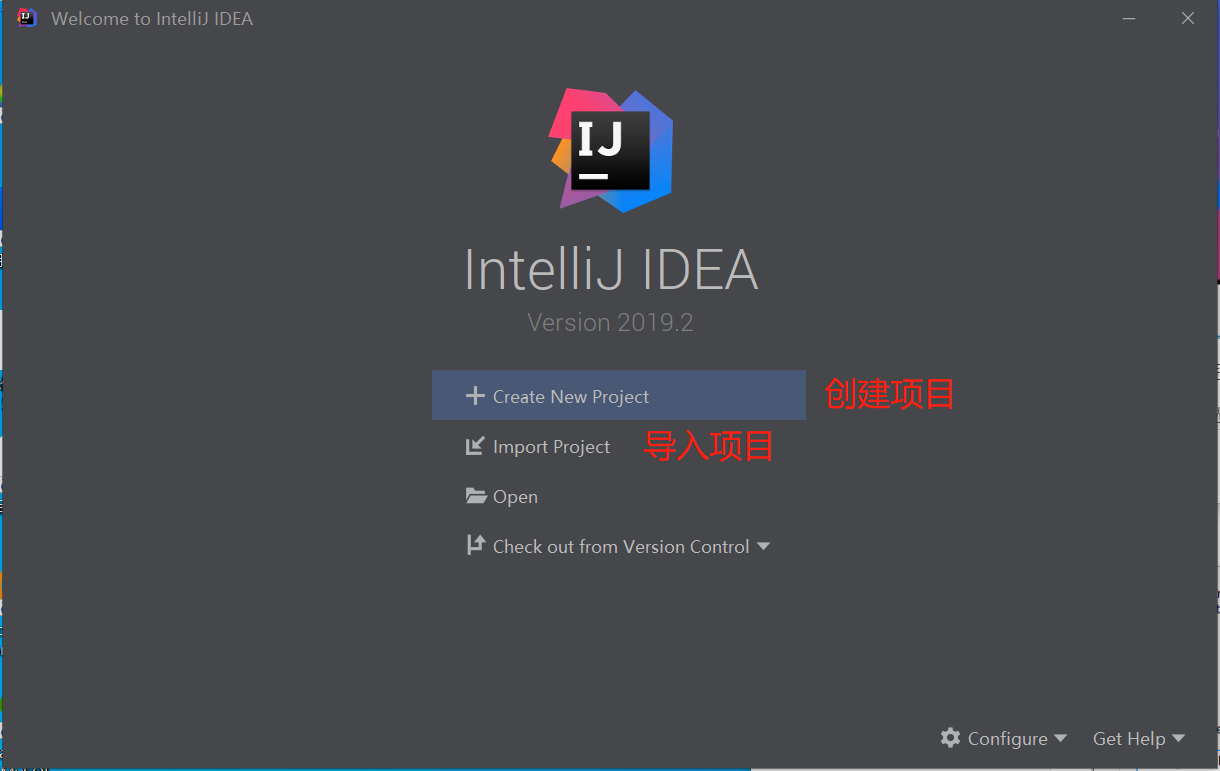 Welcome to IntelliJ IDEA
IJ
IntelliJ IDEA
Version 2019.2
Create New Project 创建项目
Import Project 导入项目
Open
Check out from Version Control
Configure Get Help